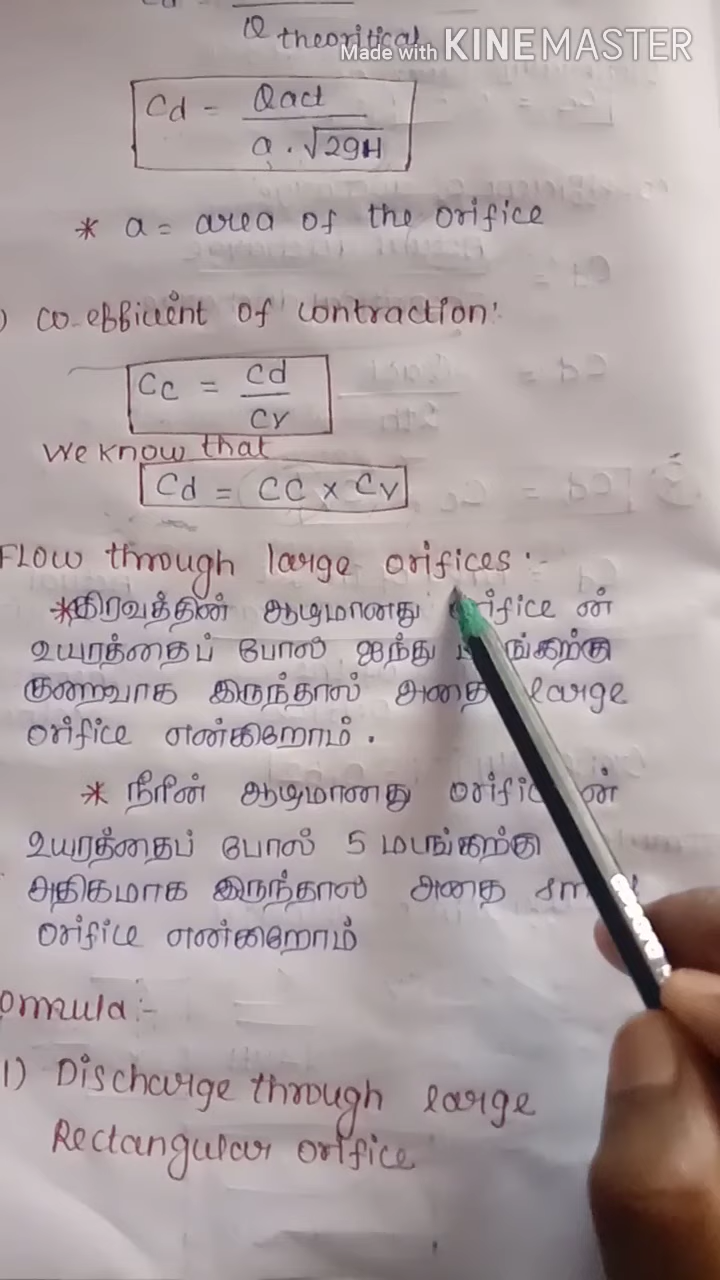 Q theoritical
Made with KINEMASTER
Cd = Qact / a . √2gH
* a = area of the orifice
) co-efficient of contraction:
Cc = Cd / Cv
we know that
Cd = CC x Cv
FLOW through large orifices :-
*திரவத்தின் ஆழமானது orifice ன்
உயரத்தைப் போல ஐந்து
குறைவாக இருந்தால் அதை large
orifice என்கிறோம் .
* நீரின் ஆழமானது ன்
உயரத்தைப் போல் 5 மடங்கிற்கு
அதிகமாக இருந்தால் அதை
orifice என்கிறோம்
ormula :-
1) Discharge through large
Rectangular orifice